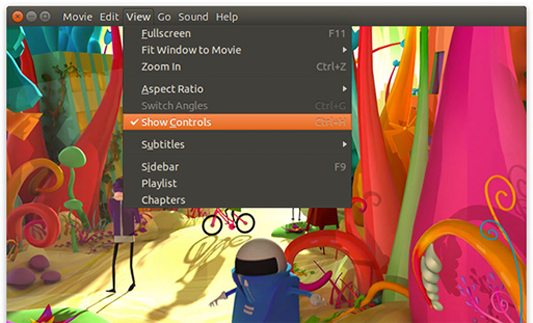 Movie Edit View Go Sound Help
Fullscreen F11
Fit Window to Movie
Zoom In Ctrl+Z
Aspect Ratio
Switch Angles Ctrl+G
Show Controls Ctrl+H
Subtitles
Sidebar F9
Playlist
Chapters